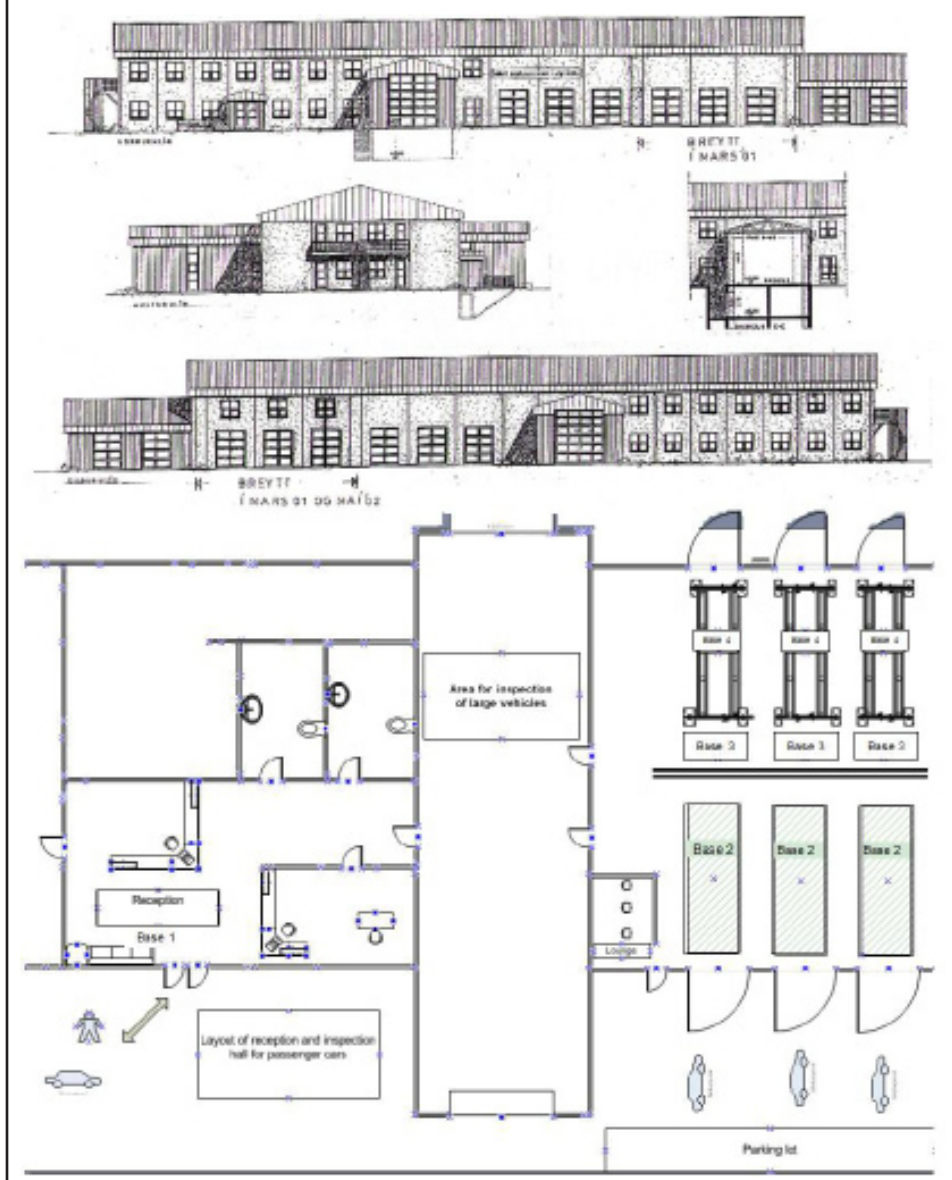 BREYTT
Í MARS 01
BREYTT
Í MARS 01 OG MAÍ 02
Base 4
Base 4
Base 4
Area for inspection
of large vehicles
Base 3
Base 3
Base 3
Base 2
Base 2
Base 2
Reception
Base 1
Lounge
Layout of reception and inspection
hall for passenger cars
Parking lot